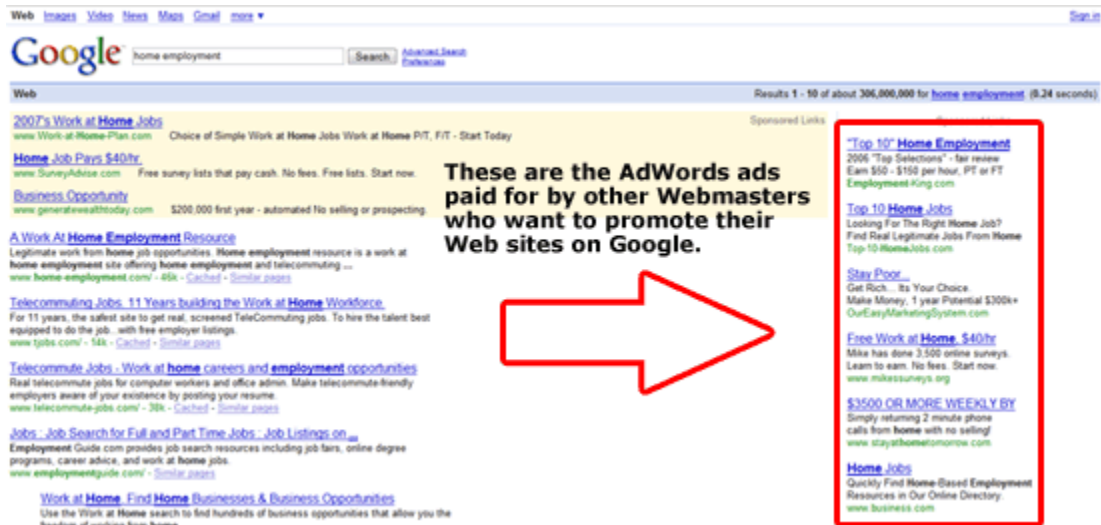 Web Images Video News Maps Gmail more ▼
Sign in
Google
home employment
Search
Advanced Search
Preferences
Web
Results 1 - 10 of about 306,000,000 for home employment. (0.24 seconds)
2007's Work at Home Jobs
www.Work-at-Home-Plan.com Choice of Simple Work at Home Jobs Work at Home P/T, F/T - Start Today
Home Job Pays $40/hr.
www.SurveyAdvise.com Free survey lists that pay cash. No fees. Free lists. Start now.
Business Opportunity
www.generatewealthtoday.com $200,000 first year - automated No selling or prospecting.
Sponsored Links
A Work At Home Employment Resource
Legitimate work from home job opportunities. Home employment resource is a work at
home employment site offering home employment and telecommuting ...
www.home-employment.com/ - 46k - Cached - Similar pages
Telecommuting Jobs. 11 Years building the Work at Home Workforce.
For 11 years, the safest site to get real, screened TeleCommuting jobs. To hire the talent best
equipped to do the job...with free employer listings.
www.tjobs.com/ - 14k - Cached - Similar pages
Telecommute Jobs - Work at home careers and employment opportunities
Real telecommute jobs for computer workers and office admin. Make telecommute-friendly
employers aware of your existence by posting your resume.
www.telecommute-jobs.com/ - 38k - Cached - Similar pages
Jobs : Job Search for Full and Part Time Jobs : Job Listings on ...
Employment Guide com provides job search resources including job fairs, online degree
programs, career advice, and work at home jobs.
www.employmentguide.com/ - Similar pages
Work at Home. Find Home Businesses & Business Opportunities
Use the Work at Home search to find hundreds of business opportunities that allow you the
freedom of working from home.
These are the AdWords ads
paid for by other Webmasters
who want to promote their
Web sites on Google.
Sponsored Links
"Top 10" Home Employment
2006 "Top Selections" - fair review
Earn $50 - $150 per hour, PT or FT
Employment-King.com
Top 10 Home Jobs
Looking For The Right Home Job?
Find Real Legitimate Jobs From Home
Top-10-HomeJobs.com
Stay Poor...
Get Rich... Its Your Choice.
Make Money, 1 year Potential $300k+
OurEasyMarketingSystem.com
Free Work at Home. $40/hr
Mike has done 3,500 online surveys.
Learn to earn. No fees. Start now.
www.mikessurveys.org
$3500 OR MORE WEEKLY BY
Simply returning 2 minute phone
calls from home with no selling!
www.stayathometomorrow.com
Home Jobs
Quickly Find Home-Based Employment
Resources in Our Online Directory.
www.business.com